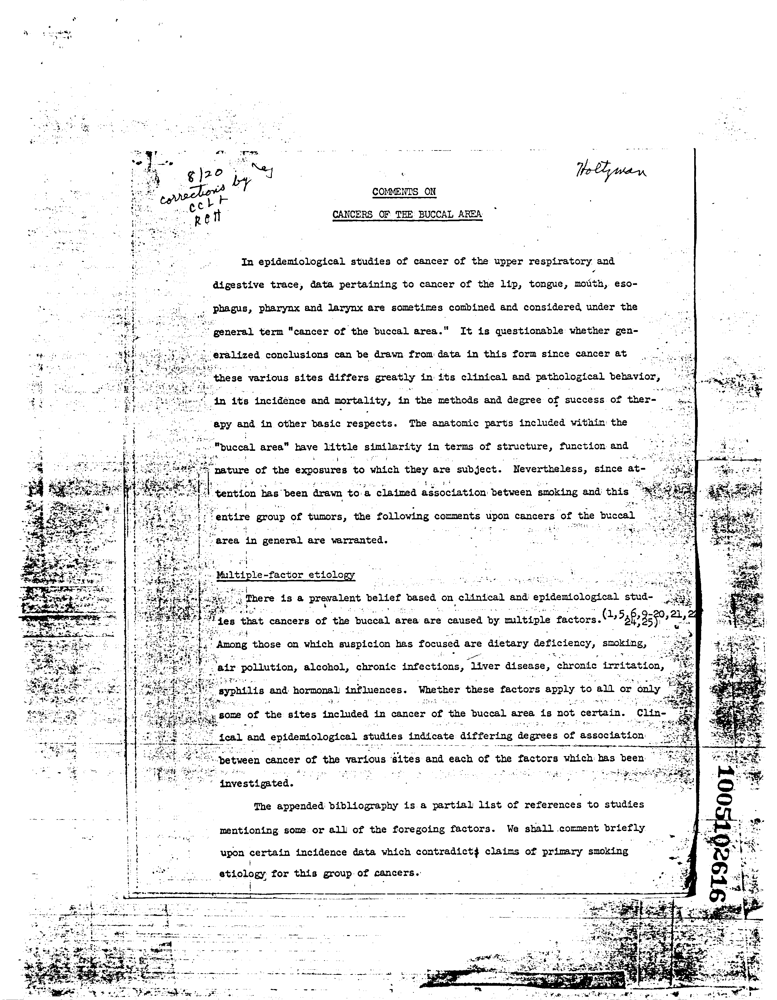 8/20
corrections by
CCLL
RCH
Holtzman
COMMENTS ON
CANCERS OF THE BUCCAL AREA
In epidemiological studies of cancer of the upper respiratory and
digestive trace, data pertaining to cancer of the lip, tongue, mouth, eso-
phagus, pharynx and larynx are sometimes combined and considered under the
general term "cancer of the buccal area." It is questionable whether gen-
eralized conclusions can be drawn from data in this form since cancer at
these various sites differs greatly in its clinical and pathological behavior,
in its incidence and mortality, in the methods and degree of success of ther-
apy and in other basic respects. The anatomic parts included within the
"buccal area" have little similarity in terms of structure, function and
nature of the exposures to which they are subject. Nevertheless, since at-
tention has been drawn to a claimed association between smoking and this
entire group of tumors, the following comments upon cancers of the buccal
area in general are warranted.
Multiple-factor etiology
There is a prevalent belief based on clinical and epidemiological stud-
ies that cancers of the buccal area are caused by multiple factors. (1,5,6,9-20,21,2
24,25)
Among those on which suspicion has focused are dietary deficiency, smoking,
air pollution, alcohol, chronic infections, liver disease, chronic irritation,
syphilis and hormonal influences. Whether these factors apply to all or only
some of the sites included in cancer of the buccal area is not certain. Clin-
ical and epidemiological studies indicate differing degrees of association
between cancer of the various sites and each of the factors which has been
investigated.
The appended bibliography is a partial list of references to studies
mentioning some or all of the foregoing factors. We shall comment briefly
upon certain incidence data which contradict claims of primary smoking
etiology for this group of cancers.
1005102616